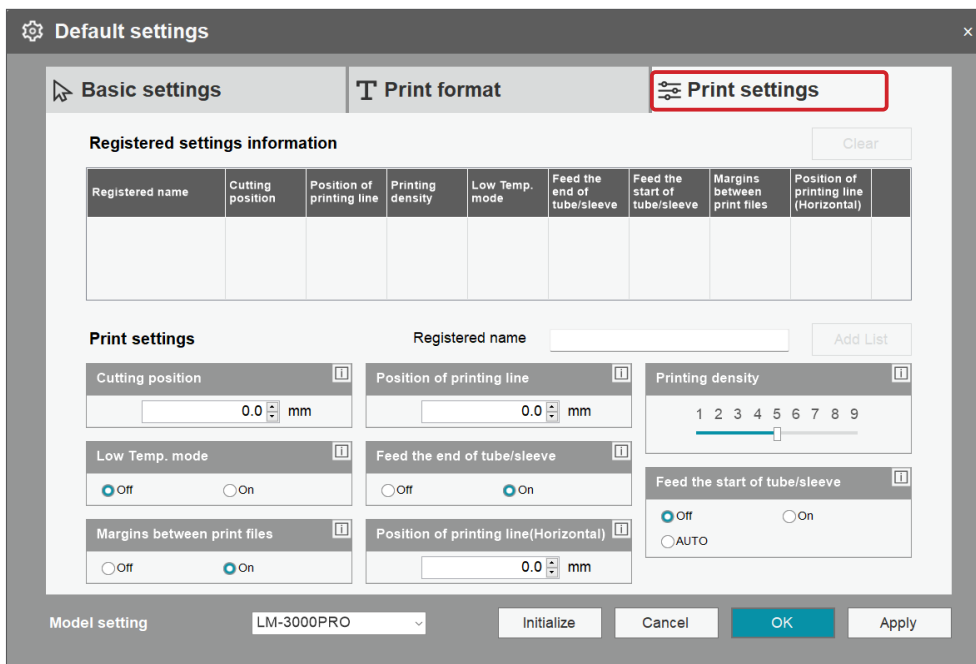 Default settings
×
Basic settings
Print format
Print settings
Registered settings information
Clear
Registered name
Cutting
position
Position of
printing line
Printing
density
Low Temp.
mode
Feed the
end of
tube/sleeve
Feed the
start of
tube/sleeve
Margins
between
print files
Position of
printing line
(Horizontal)
Print settings
Registered name
Add List
Cutting position
i
0.0 mm
Position of printing line
i
0.0 mm
Printing density
i
1 2 3 4 5 6 7 8 9
Low Temp. mode
i
Off On
Feed the end of tube/sleeve
i
Off On
Feed the start of tube/sleeve
i
Off On
AUTO
Margins between print files
i
Off On
Position of printing line(Horizontal)
i
0.0 mm
Model setting
LM-3000PRO
Initialize
Cancel
OK
Apply